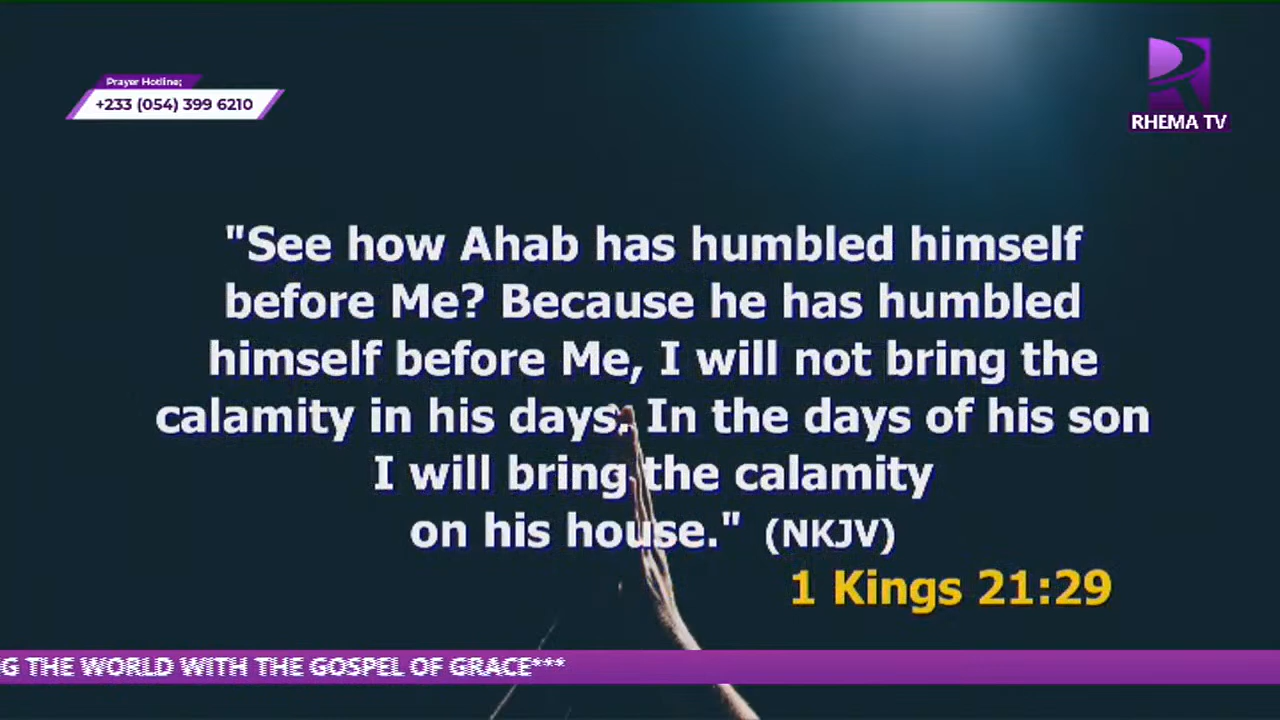 Prayer Hotline;
+233 (054) 399 6210
RHEMA TV
"See how Ahab has humbled himself
before Me? Because he has humbled
himself before Me, I will not bring the
calamity in his days. In the days of his son
I will bring the calamity
on his house." (NKJV)
1 Kings 21:29
G THE WORLD WITH THE GOSPEL OF GRACE***